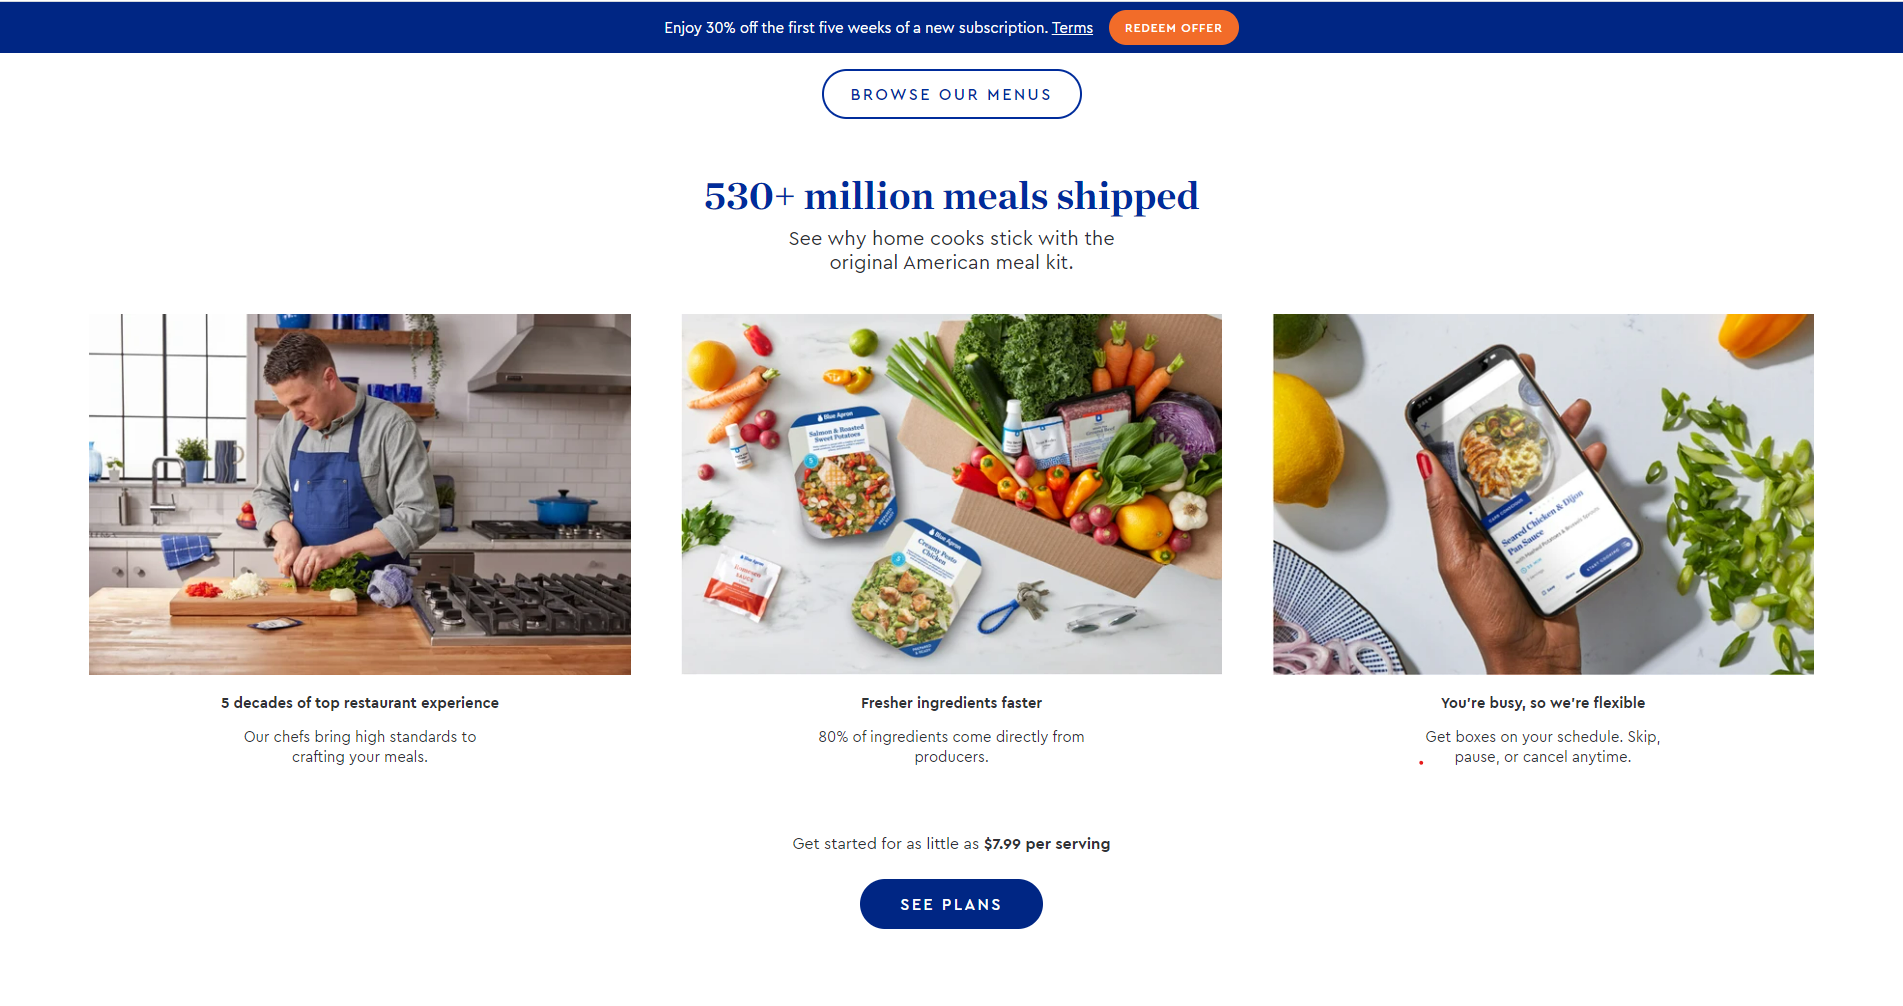 Enjoy 30% off the first five weeks of a new subscription. Terms
REDEEM OFFER
BROWSE OUR MENUS
530+ million meals shipped
See why home cooks stick with the
original American meal kit.
Blue Apron
Salmon & Roasted
Sweet Potatoes
Blue Apron
Creamy Pesto
Chicken
Seared Chicken & Dijon
Pan Sauce
START COOKING
5 decades of top restaurant experience
Our chefs bring high standards to
crafting your meals.
Fresher ingredients faster
80% of ingredients come directly from
producers.
You're busy, so we're flexible
Get boxes on your schedule. Skip,
pause, or cancel anytime.
Get started for as little as $7.99 per serving
SEE PLANS